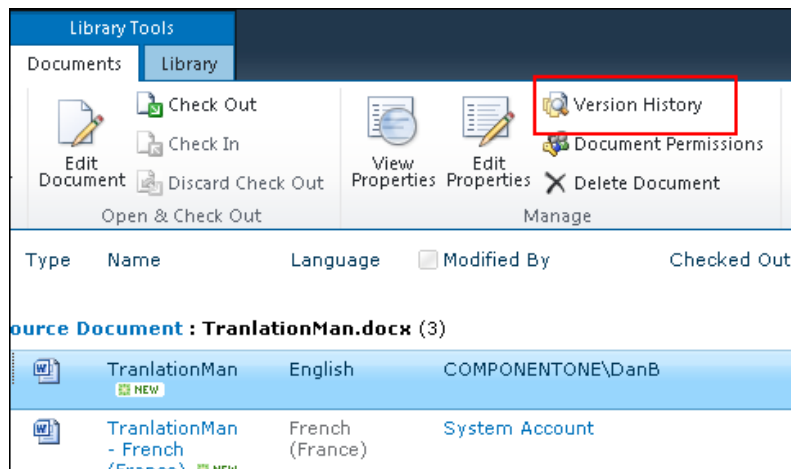 Library Tools
Documents Library
Check Out
Check In
Discard Check Out
Edit
Document
Open & Check Out
View
Properties
Edit
Properties
Version History
Document Permissions
Delete Document
Manage
Type Name Language Modified By Checked Out
ource Document : TranlationMan.docx (3)
TranlationMan English COMPONENTONE\DanB
NEW
TranlationMan French System Account
- French (France)
(France) NEW